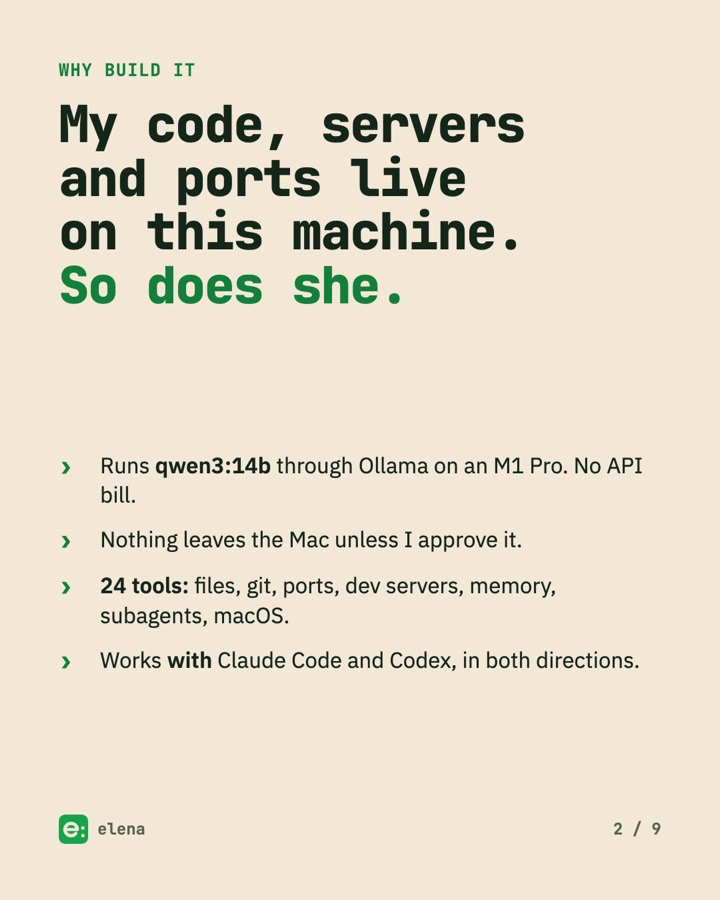 WHY BUILD IT
My code, servers
and ports live
on this machine.
So does she.
› Runs qwen3:14b through Ollama on an M1 Pro. No API
bill.
› Nothing leaves the Mac unless I approve it.
› 24 tools: files, git, ports, dev servers, memory,
subagents, macOS.
› Works with Claude Code and Codex, in both directions.
e: elena
2 / 9